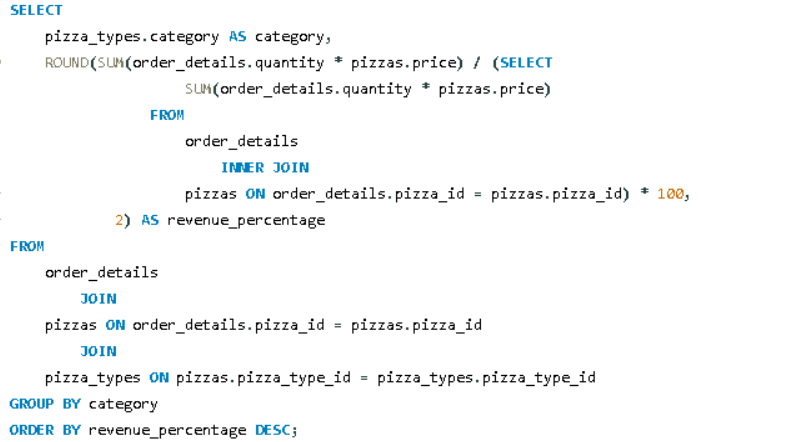 SELECT
pizza_types.category AS category,
ROUND(SUM(order_details.quantity * pizzas.price) / (SELECT
SUM(order_details.quantity * pizzas.price)
FROM
order_details
INNER JOIN
pizzas ON order_details.pizza_id = pizzas.pizza_id) * 100,
2) AS revenue_percentage
FROM
order_details
JOIN
pizzas ON order_details.pizza_id = pizzas.pizza_id
JOIN
pizza_types ON pizzas.pizza_type_id = pizza_types.pizza_type_id
GROUP BY category
ORDER BY revenue_percentage DESC;